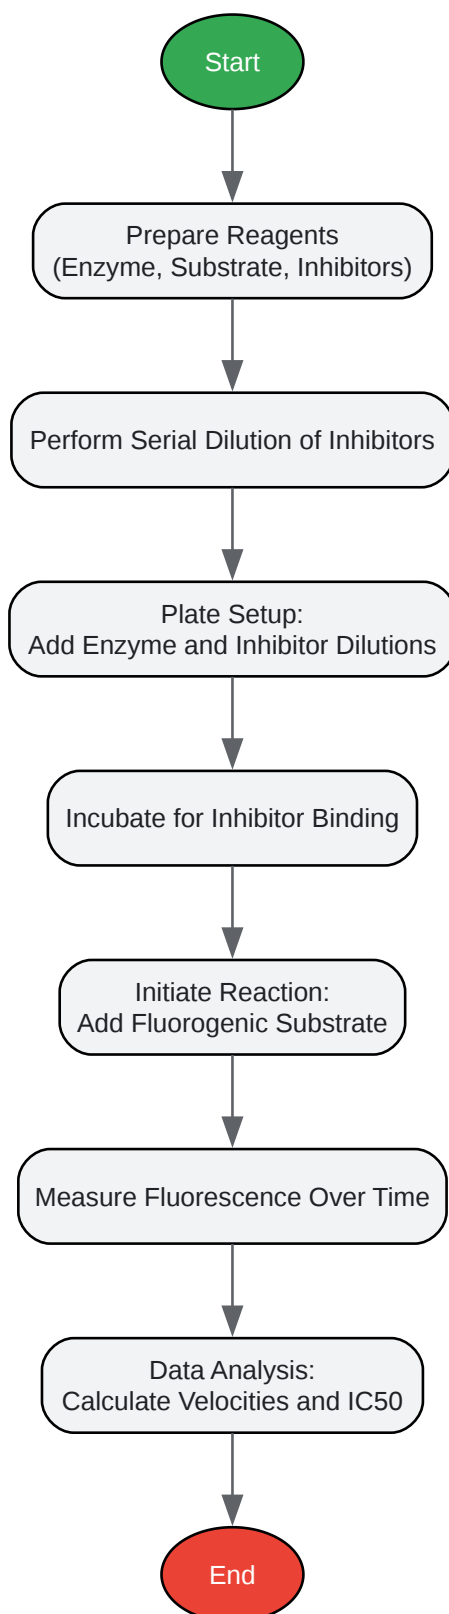 Start
Prepare Reagents
(Enzyme, Substrate, Inhibitors)
Perform Serial Dilution of Inhibitors
Plate Setup:
Add Enzyme and Inhibitor Dilutions
Incubate for Inhibitor Binding
Initiate Reaction:
Add Fluorogenic Substrate
Measure Fluorescence Over Time
Data Analysis:
Calculate Velocities and IC50
End